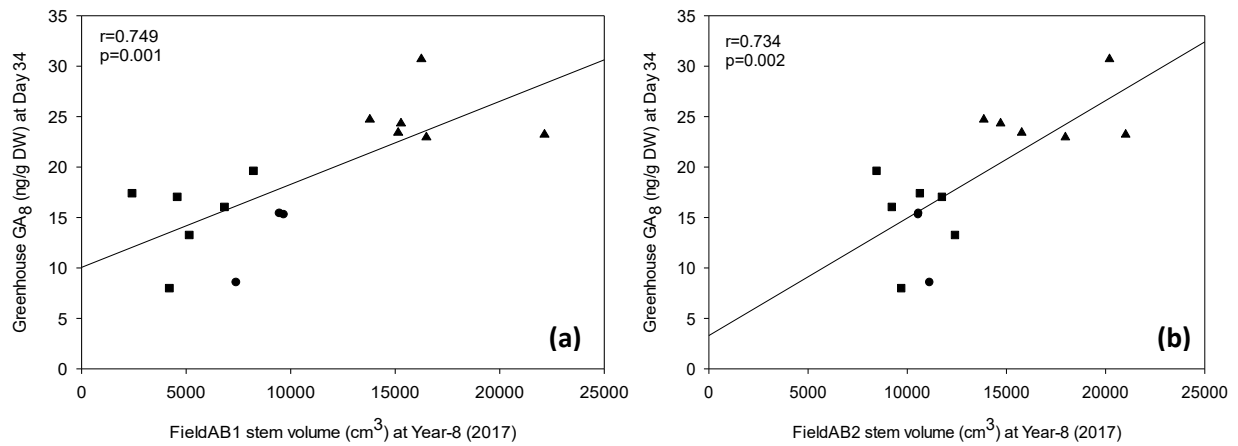 r=0.749
p=0.001
Greenhouse GA8 (ng/g DW) at Day 34
35
30
25
20
15
10
5
0
0
5000
10000
15000
20000
25000
(a)
FieldAB1 stem volume (cm3) at Year-8 (2017)
r=0.734
p=0.002
Greenhouse GA8 (ng/g DW) at Day 34
35
30
25
20
15
10
5
0
0
5000
10000
15000
20000
25000
(b)
FieldAB2 stem volume (cm3) at Year-8 (2017)